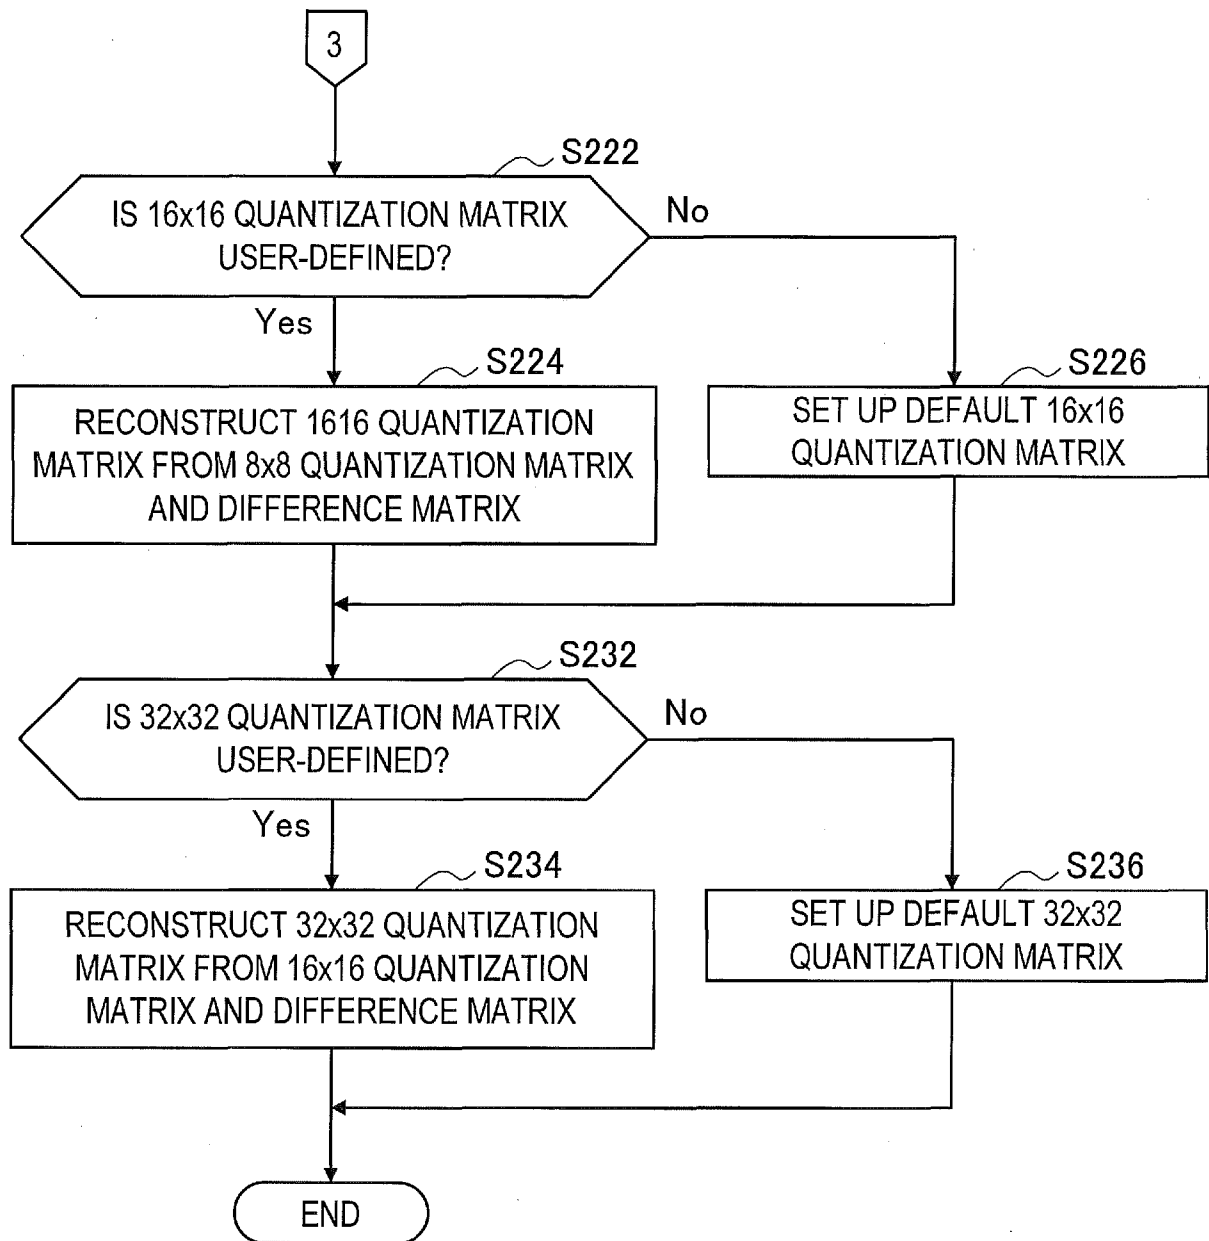 3
S222
IS 16x16 QUANTIZATION MATRIX
USER-DEFINED?
No
Yes
S224
RECONSTRUCT 1616 QUANTIZATION
MATRIX FROM 8x8 QUANTIZATION MATRIX
AND DIFFERENCE MATRIX
S226
SET UP DEFAULT 16x16
QUANTIZATION MATRIX
S232
IS 32x32 QUANTIZATION MATRIX
USER-DEFINED?
No
Yes
S234
RECONSTRUCT 32x32 QUANTIZATION
MATRIX FROM 16x16 QUANTIZATION
MATRIX AND DIFFERENCE MATRIX
S236
SET UP DEFAULT 32x32
QUANTIZATION MATRIX
END